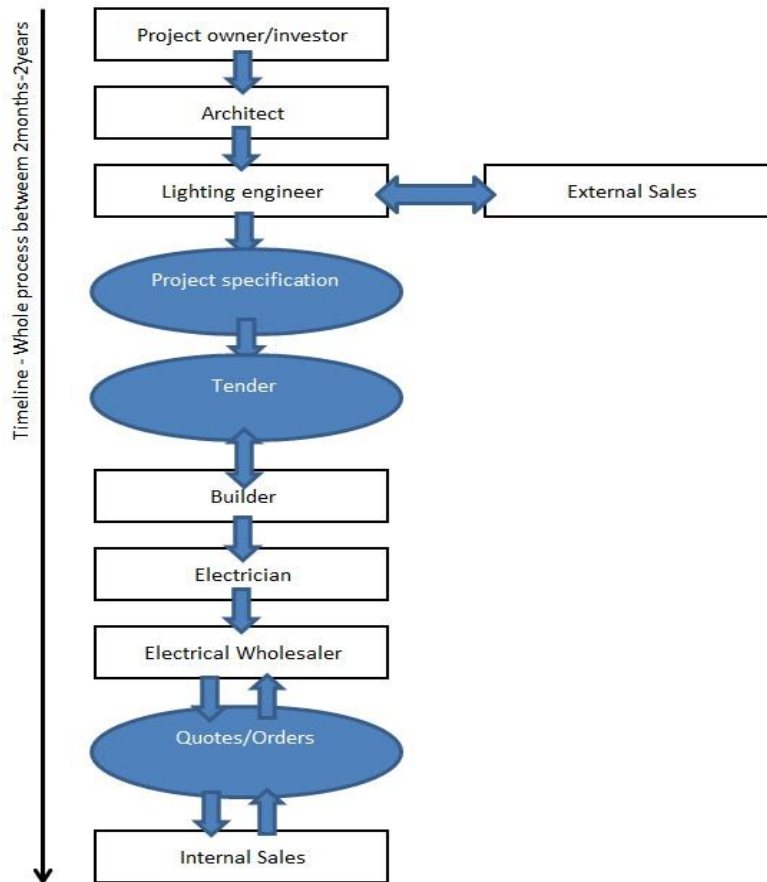 Timeline - Whole process betweem 2months-2years
Project owner/investor
Architect
Lighting engineer
External Sales
Project specification
Tender
Builder
Electrician
Electrical Wholesaler
Quotes/Orders
Internal Sales